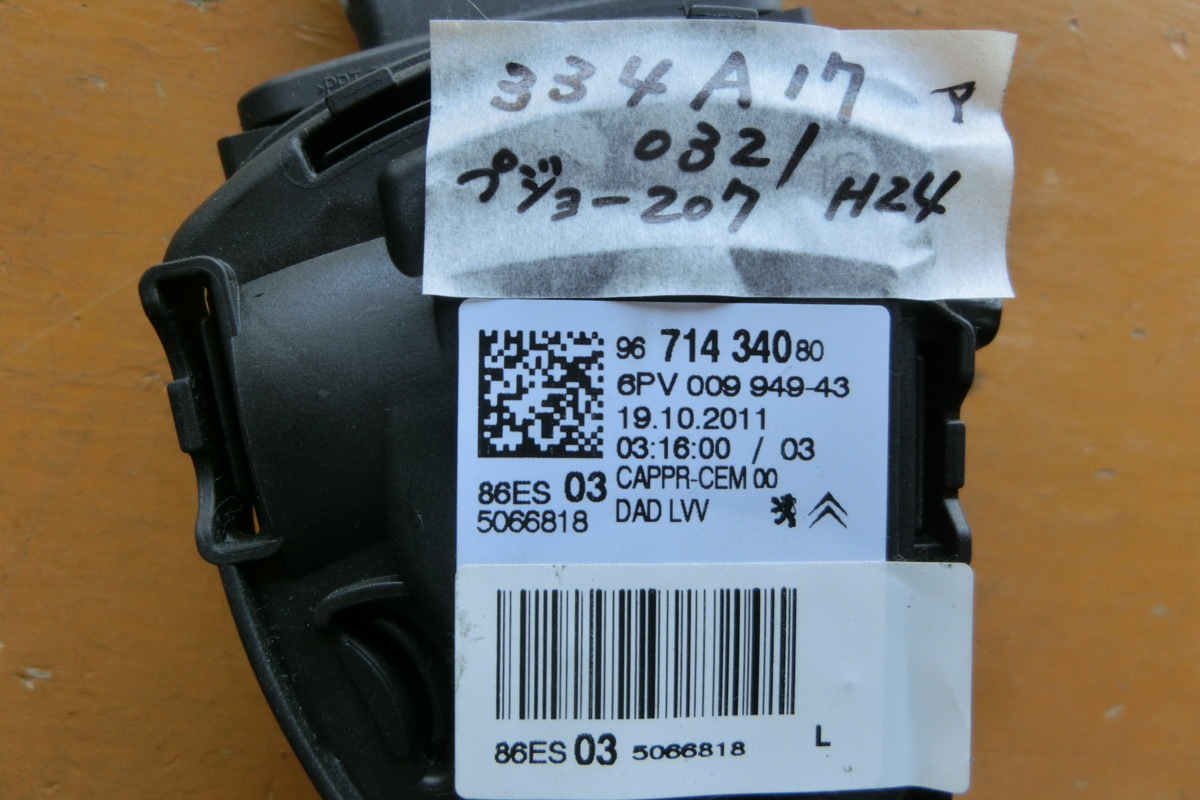 334A17 P
0321
プジョー207 H24
96 714 340 80
6PV 009 949-43
19.10.2011
03:16:00 / 03
CAPPR-CEM 00
DAD LVV
86ES 03
5066818
86ES 03 5066818 L